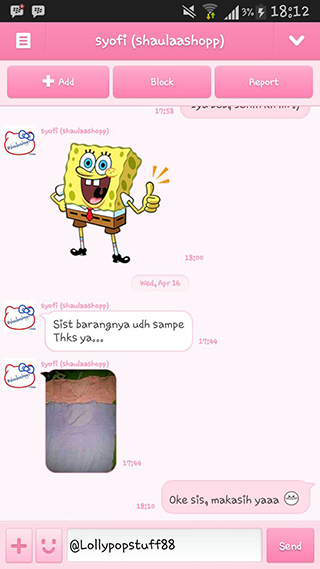 3%
18:12
syofi (shaulaashopp)
Add
Block
Report
17:53
syofi (shaulaashopp)
18:00
Wed, Apr 16
syofi (shaulaashopp)
Sist barangnya udh sampe
Thks ya...
17:44
syofi (shaulaashopp)
17:44
Oke sis, makasih yaaa
18:10
@Lollypopstuff88
Send